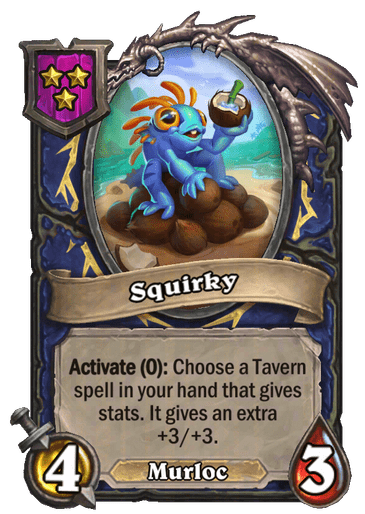 Squirky
Activate (0): Choose a Tavern
spell in your hand that gives
stats. It gives an extra
+3/+3.
4
Murloc
3